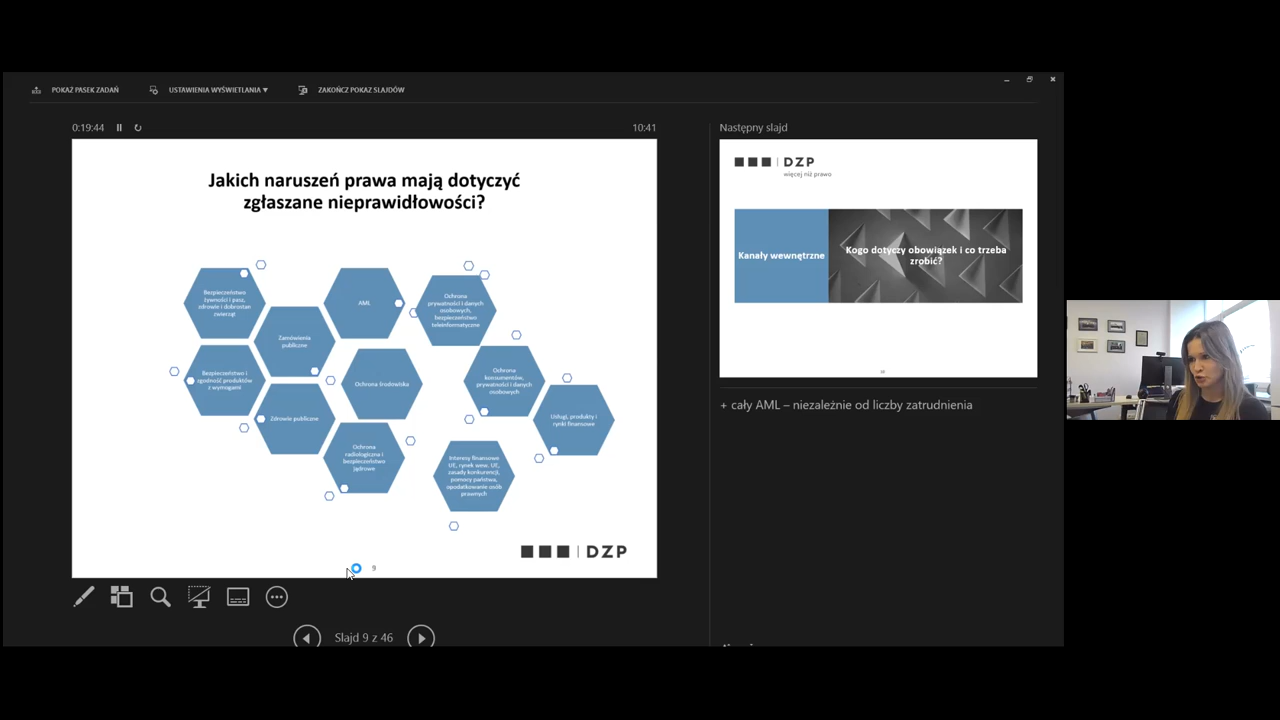 POKAŻ PASEK ZADAŃ
USTAWIENIA WYŚWIETLANIA ▼
ZAKOŃCZ POKAZ SLAJDÓW
0:19:44
10:41
Jakich naruszeń prawa mają dotyczyć
zgłaszane nieprawidłowości?
Bezpieczeństwo
żywności i pasz,
zdrowie i dobrostan
zwierząt
Zamówienia
publiczne
AML
Ochrona
prywatności i danych
osobowych,
bezpieczeństwo
teleinformatyczne
Bezpieczeństwo i
zgodność produktów
z wymogami
Ochrona środowiska
Ochrona
konsumentów,
prywatności i danych
osobowych
Zdrowie publiczne
Usługi, produkty i
rynki finansowe
Ochrona
radiologiczna i
bezpieczeństwo
jądrowe
Interesy finansowe
UE, rynek wew. UE,
zasady konkurencji,
pomocy państwa,
opodatkowanie osób
prawnych
DZP
9
Slajd 9 z 46
Następny slajd
DZP
więcej niż prawo
Kanały wewnętrzne
Kogo dotyczy obowiązek i co trzeba
zrobić?
+ cały AML – niezależnie od liczby zatrudnienia